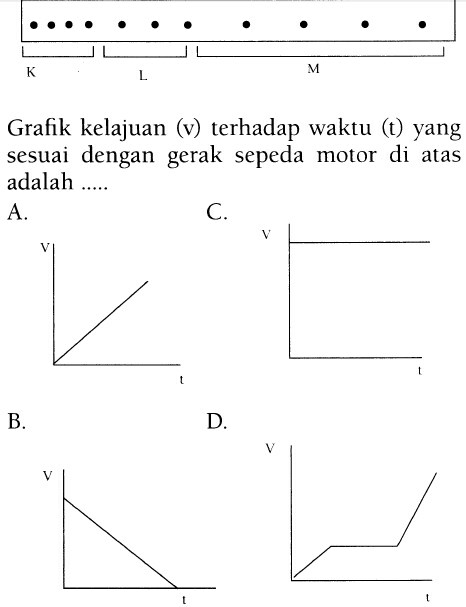 K L M
Grafik kelajuan (v) terhadap waktu (t) yang
sesuai dengan gerak sepeda motor di atas
adalah .....
A.
V
t
C.
V
t
B.
V
t
D.
V
t